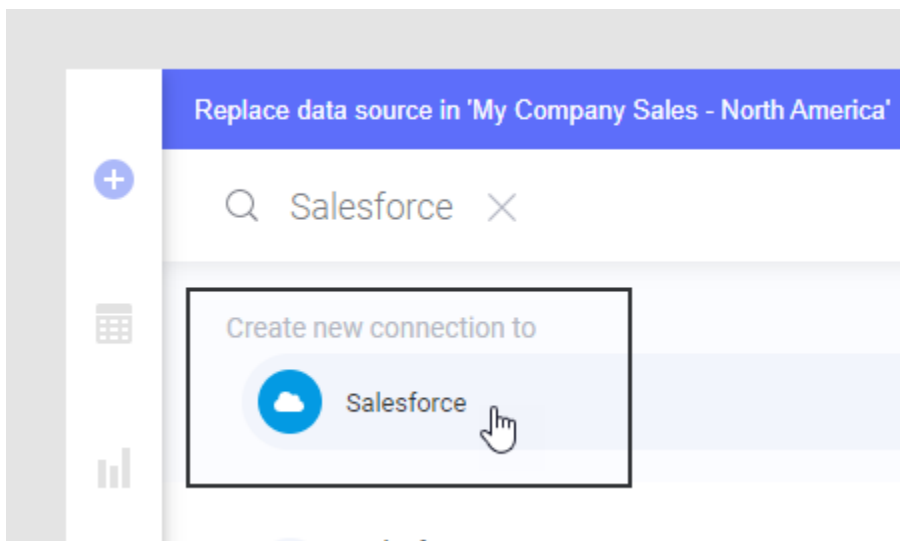 Replace data source in 'My Company Sales - North America'
Salesforce
Create new connection to
Salesforce